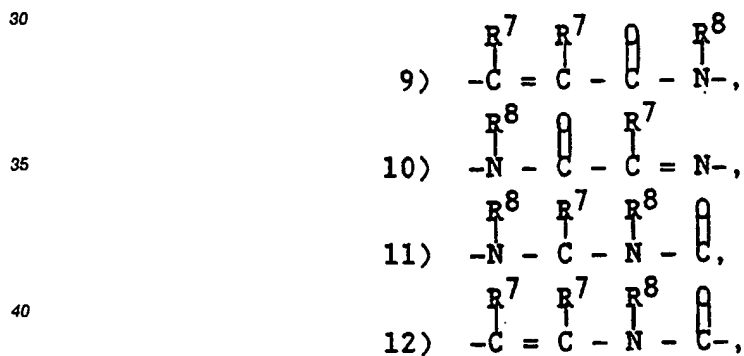 30
R7 R7 O R8
9) -C = C - C - N-,
R8 O R7
35
10) -N - C - C = N-,
R8 R7 R8 O
11) -N - C - N - C,
R7 R7 R8 O
40
12) -C = C - N - C-,